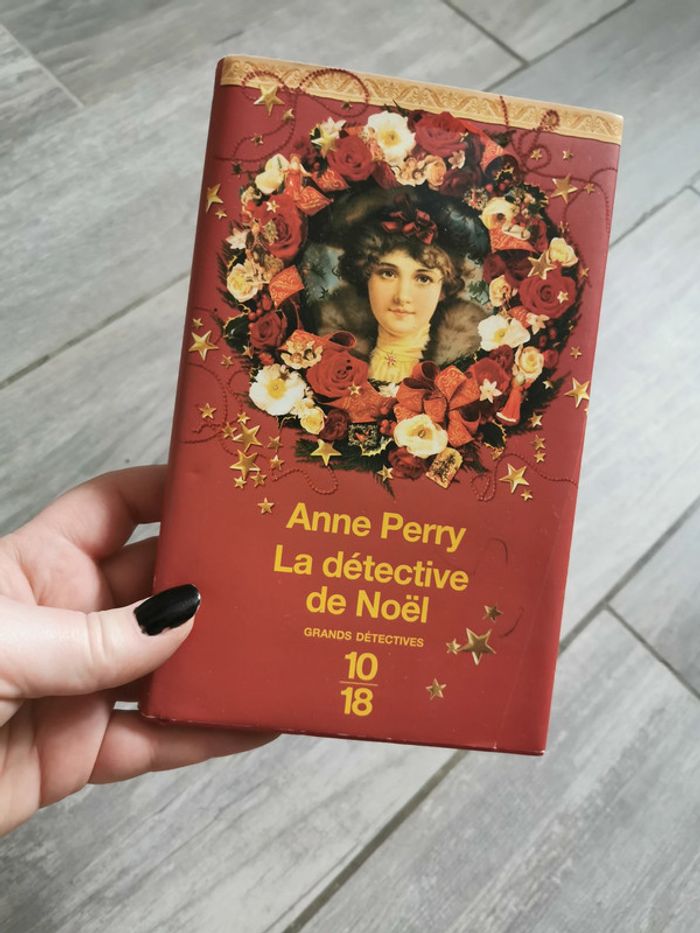 Anne Perry
La détective
de Noël
GRANDS DÉTECTIVES
10
18